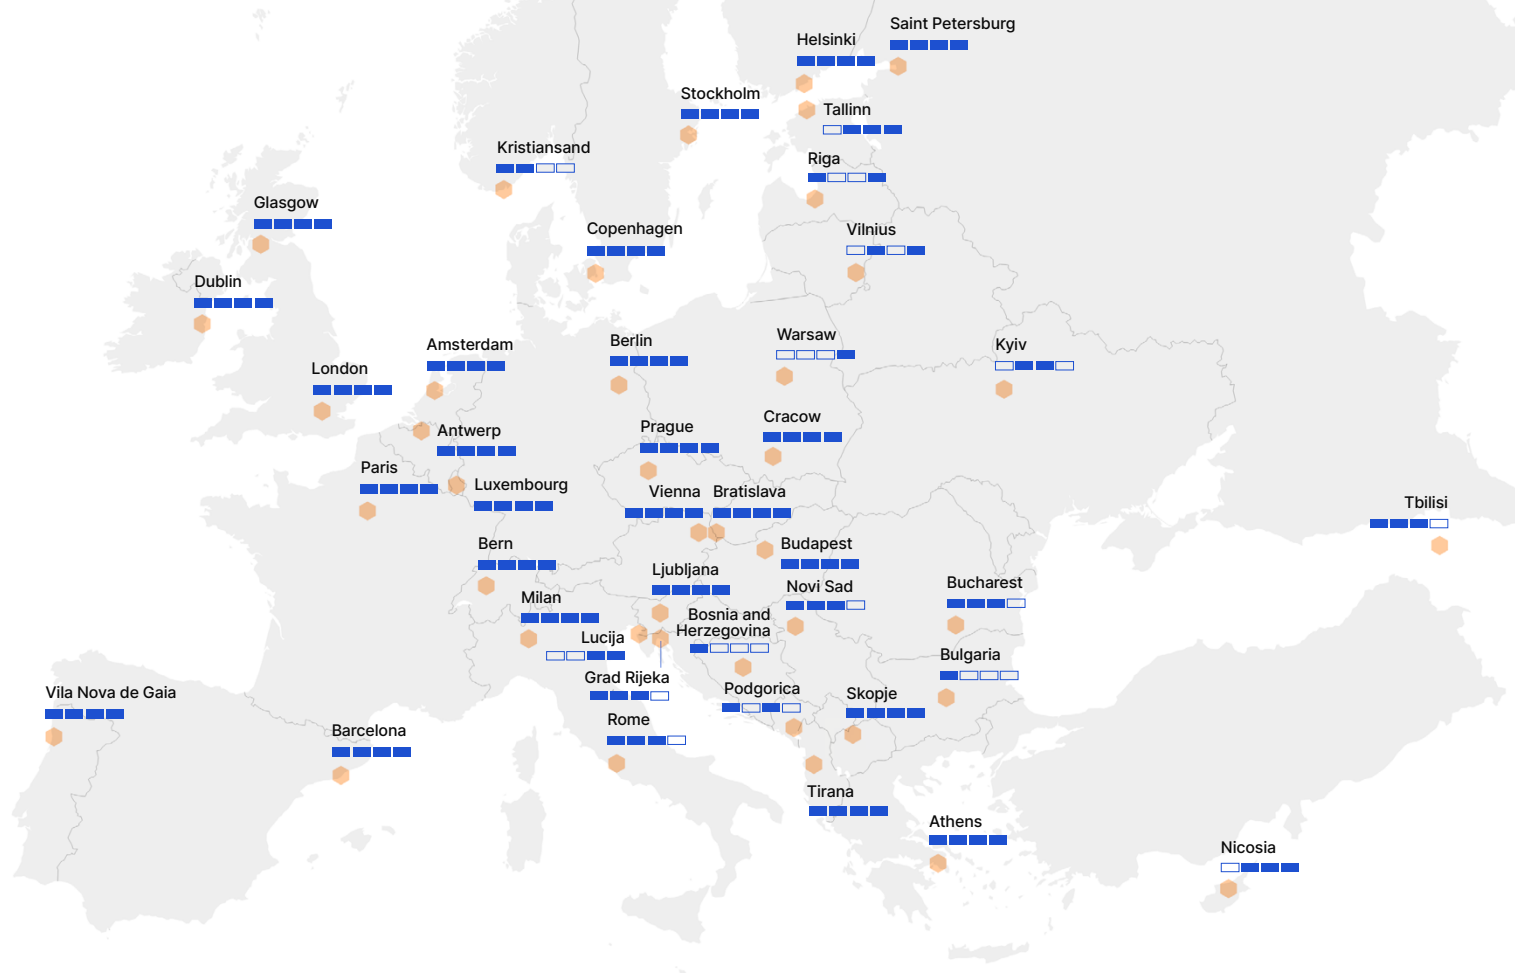 Saint Petersburg
Helsinki
Stockholm
Tallinn
Kristiansand
Riga
Glasgow
Copenhagen
Vilnius
Dublin
Amsterdam
Berlin
Warsaw
Kyiv
London
Cracow
Antwerp
Prague
Paris
Luxembourg
Vienna
Bratislava
Tbilisi
Bern
Budapest
Ljubljana
Novi Sad
Bucharest
Milan
Bosnia and
Herzegovina
Lucija
Bulgaria
Grad Rijeka
Podgorica
Skopje
Vila Nova de Gaia
Rome
Barcelona
Tirana
Athens
Nicosia